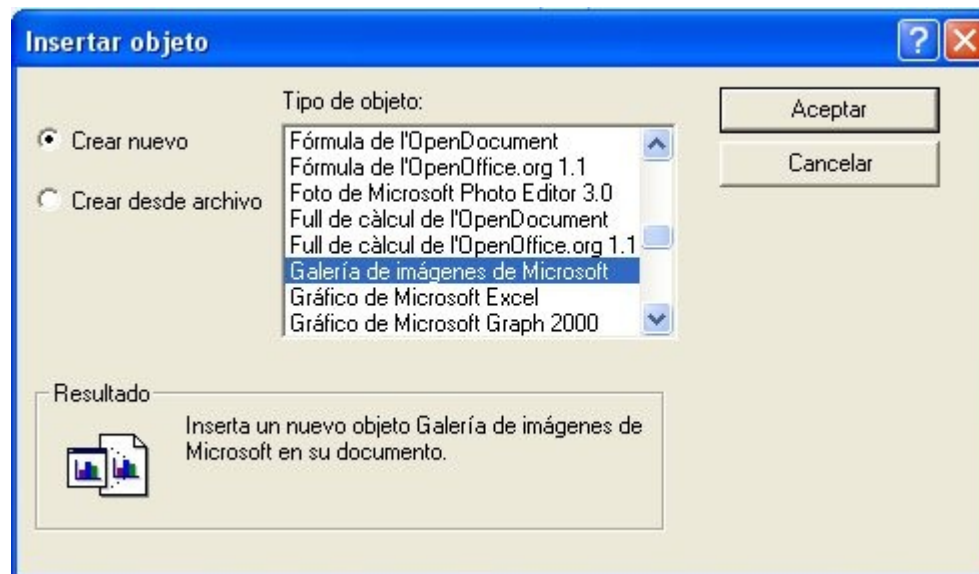 Insertar objeto
Tipo de objeto:
Crear nuevo
Crear desde archivo
Fórmula de l'OpenDocument
Fórmula de l'OpenOffice.org 1.1
Foto de Microsoft Photo Editor 3.0
Full de càlcul de l'OpenDocument
Full de càlcul de l'OpenOffice.org 1.1
Galería de imágenes de Microsoft
Gráfico de Microsoft Excel
Gráfico de Microsoft Graph 2000
Aceptar
Cancelar
Resultado
Inserta un nuevo objeto Galería de imágenes de
Microsoft en su documento.